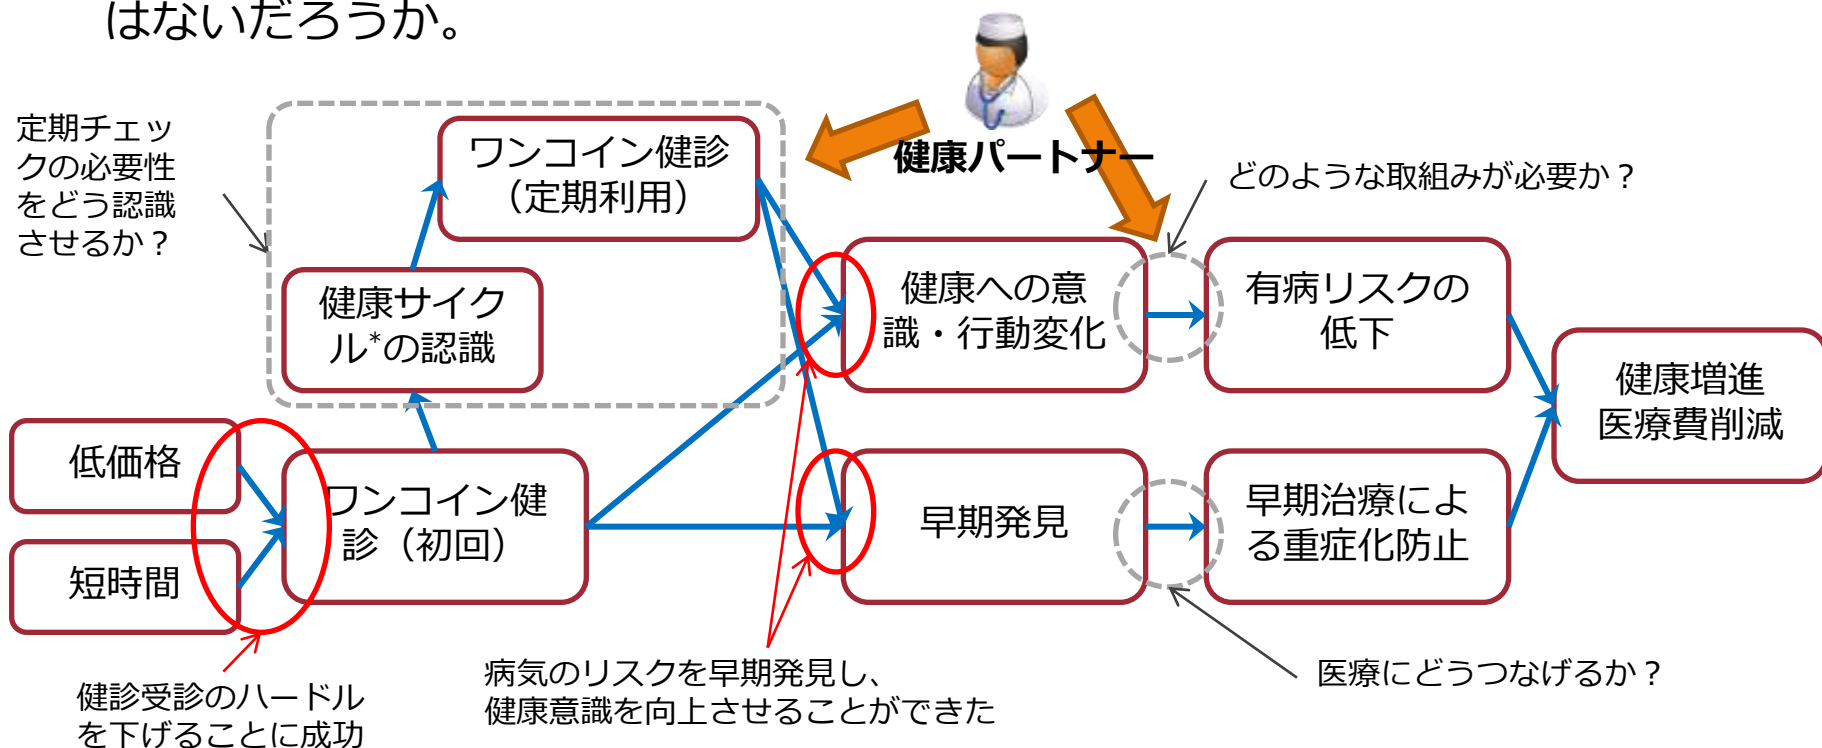 はないだろうか。
定期チェッ
クの必要性
をどう認識
させるか？
ワンコイン健診
（定期利用）
健康パートナー
どのような取組みが必要か？
健康サイク
ル*の認識
健康への意
識・行動変化
有病リスクの
低下
健康増進
医療費削減
低価格
短時間
ワンコイン健
診（初回）
早期発見
早期治療によ
る重症化防止
健診受診のハードル
を下げることに成功
病気のリスクを早期発見し、
健康意識を向上させることができた
医療にどうつなげるか？